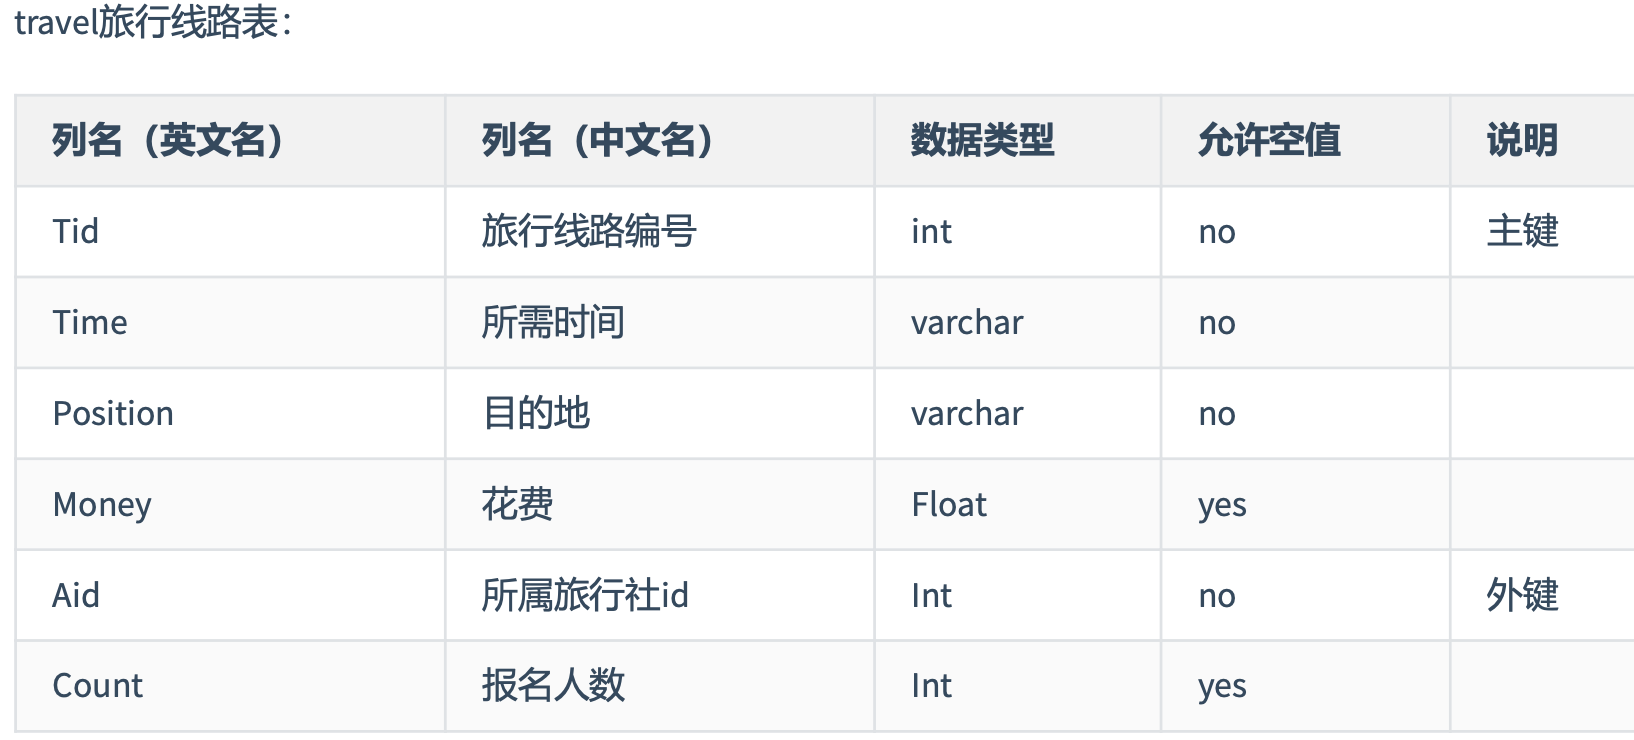 travel旅行线路表：
列名（英文名） 列名（中文名） 数据类型 允许空值 说明
Tid 旅行线路编号 int no 主键
Time 所需时间 varchar no
Position 目的地 varchar no
Money 花费 Float yes
Aid 所属旅行社id Int no 外键
Count 报名人数 Int yes